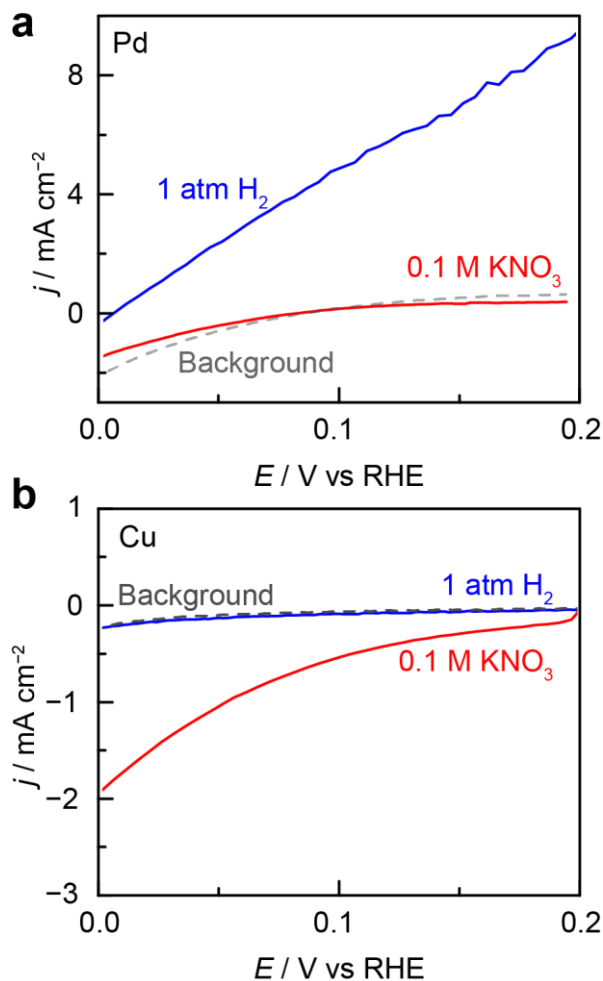 a
Pd
8
4
0
1 atm H₂
0.1 M KNO₃
Background
j / mA cm⁻²
0.0
0.1
0.2
E / V vs RHE
b
Cu
1
0
−1
−2
−3
Background
1 atm H₂
0.1 M KNO₃
j / mA cm⁻²
0.0
0.1
0.2
E / V vs RHE